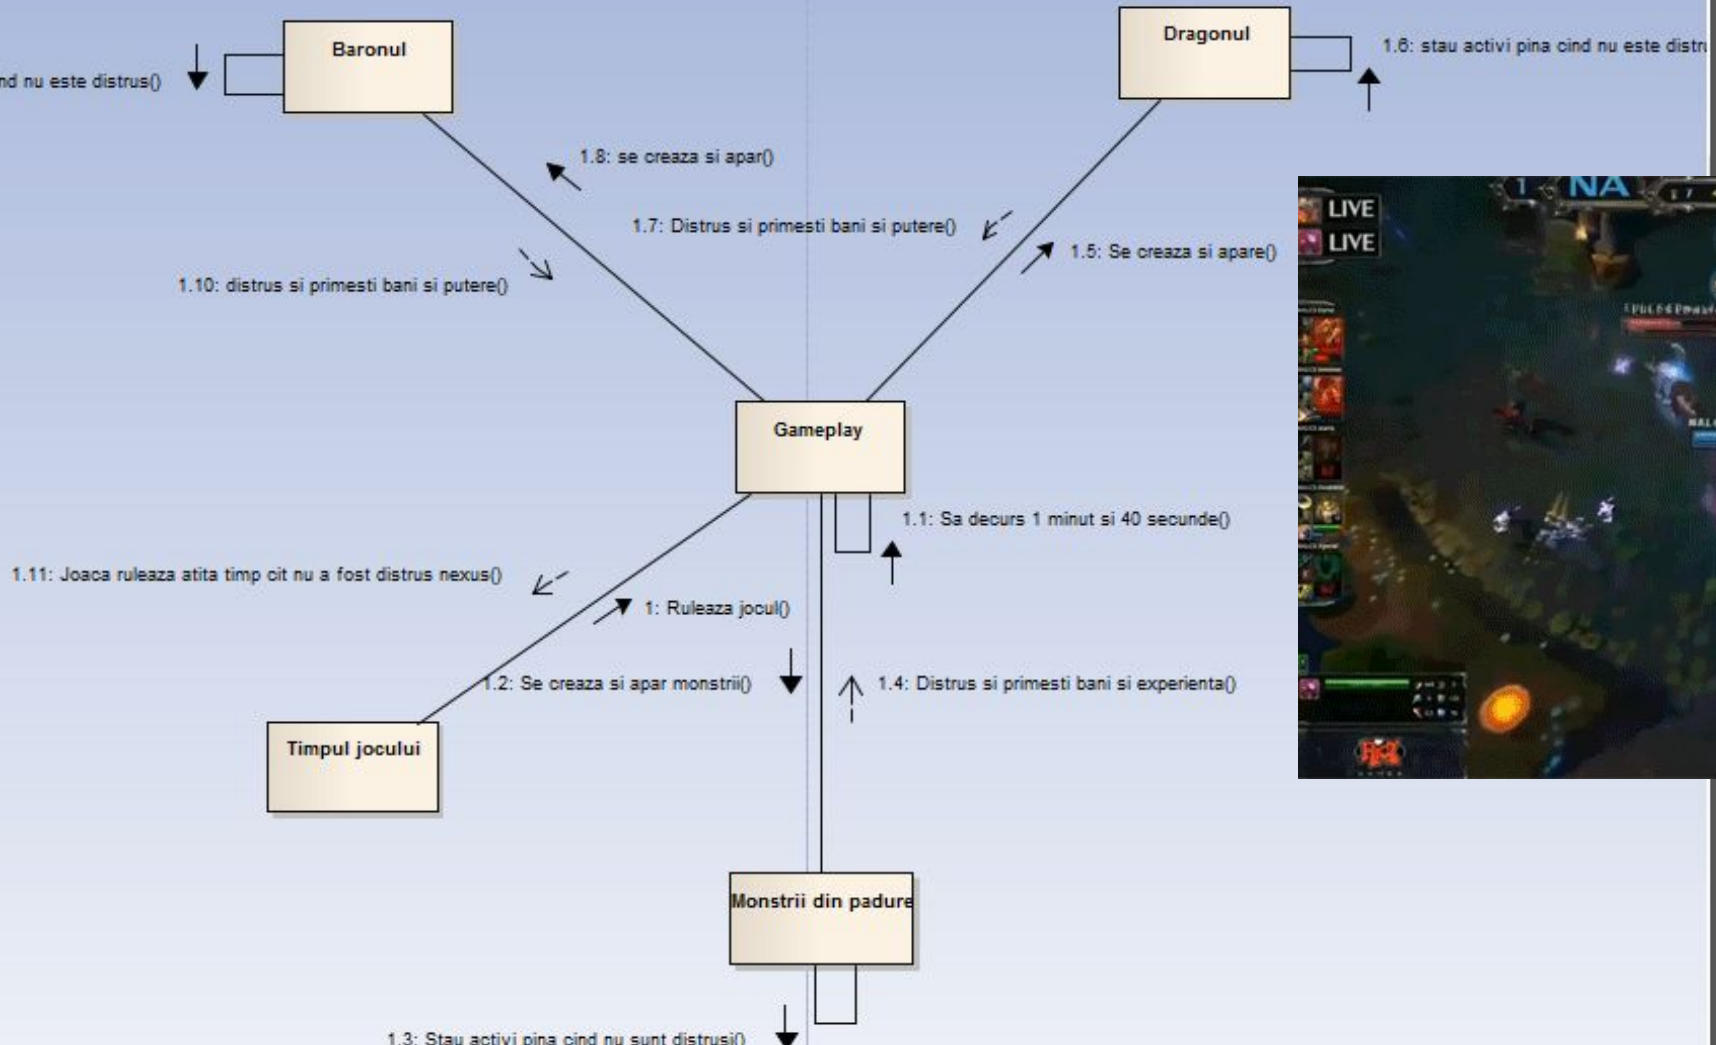 Baronul
Dragonul
1.6: stau activi pina cind nu este
nu este distrus()
1.8: se creaza si apar()
1.7: Distrus si primesti bani si putere()
1.5: Se creaza si apare()
1.10: distrus si primesti bani si putere()
1 NA 7
LIVE
LIVE
Gameplay
1.1: Sa decurs 1 minut si 40 secunde()
1.11: Joaca ruleaza atita timp cit nu a fost distrus nexus()
1: Ruleaza jocul()
1.2: Se creaza si apar monstrii()
1.4: Distrus si primesti bani si experienta()
Timpul jocului
Monstrii din padure
1.3: Stau activi pina cind nu sunt distrusi()